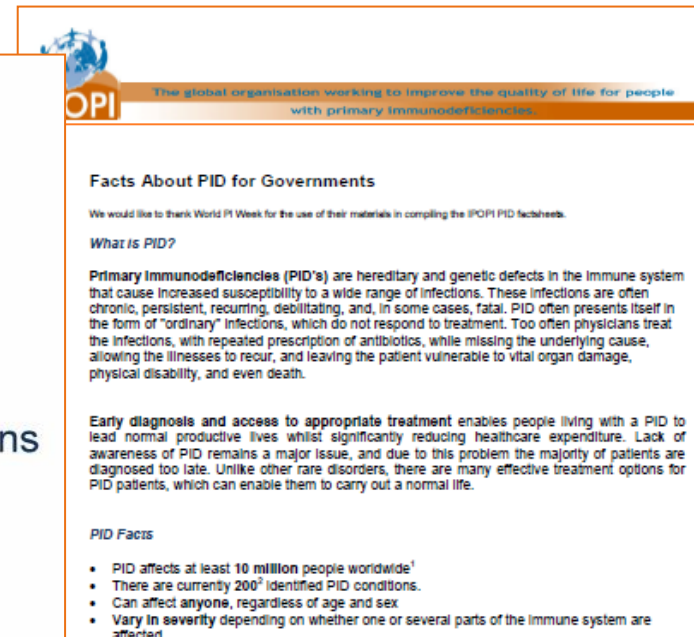 OPI
The global organisation working to improve the quality of life for people
with primary immunodeficiencies.
Facts About PID for Governments
We would like to thank World PI Week for the use of their materials in compiling the IPOPI PID factsheets.
What is PID?
Primary Immunodeficiencies (PID's) are hereditary and genetic defects in the immune system
that cause increased susceptibility to a wide range of infections. These infections are often
chronic, persistent, recurring, debilitating, and, in some cases, fatal. PID often presents itself in
the form of "ordinary" infections, which do not respond to treatment. Too often physicians treat
the infections, with repeated prescription of antibiotics, while missing the underlying cause,
allowing the illnesses to recur, and leaving the patient vulnerable to vital organ damage,
physical disability, and even death.
ns
Early diagnosis and access to appropriate treatment enables people living with a PID to
lead normal productive lives whilst significantly reducing healthcare expenditure. Lack of
awareness of PID remains a major issue, and due to this problem the majority of patients are
diagnosed too late. Unlike other rare disorders, there are many effective treatment options for
PID patients, which can enable them to carry out a normal life.
PID Facts
• PID affects at least 10 million people worldwide¹
• There are currently 200² identified PID conditions.
• Can affect anyone, regardless of age and sex
• Vary in severity depending on whether one or several parts of the immune system are
affected